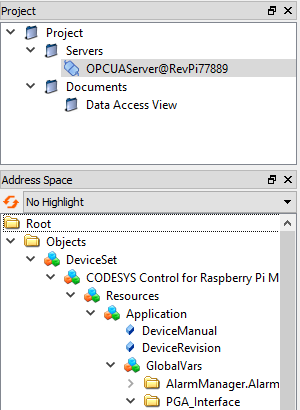 Project
Project
Servers
OPCUAServer@RevPi77889
Documents
Data Access View
Address Space
No Highlight
Root
Objects
DeviceSet
CODESYS Control for Raspberry Pi M
Resources
Application
DeviceManual
DeviceRevision
GlobalVars
AlarmManager.Alarm
PGA_Interface